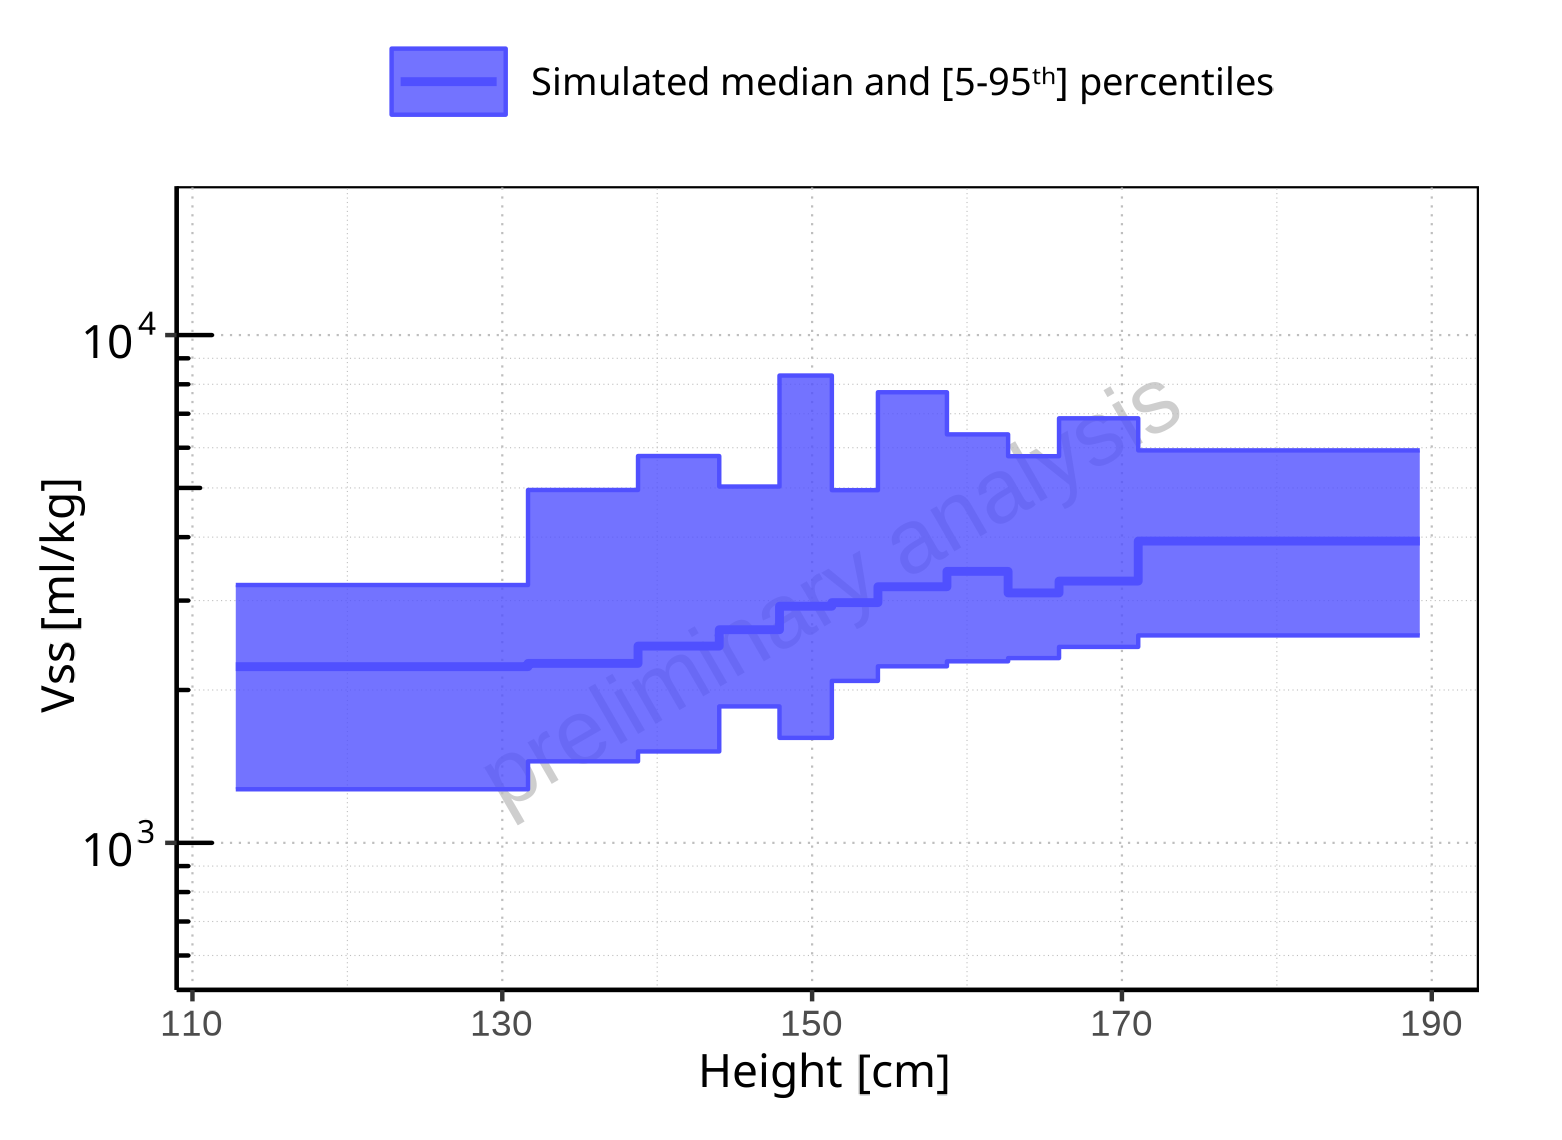 Simulated median and [5-95th] percentiles
10^4
10^3
Vss [ml/kg]
preliminary analysis
110 130 150 170 190
Height [cm]